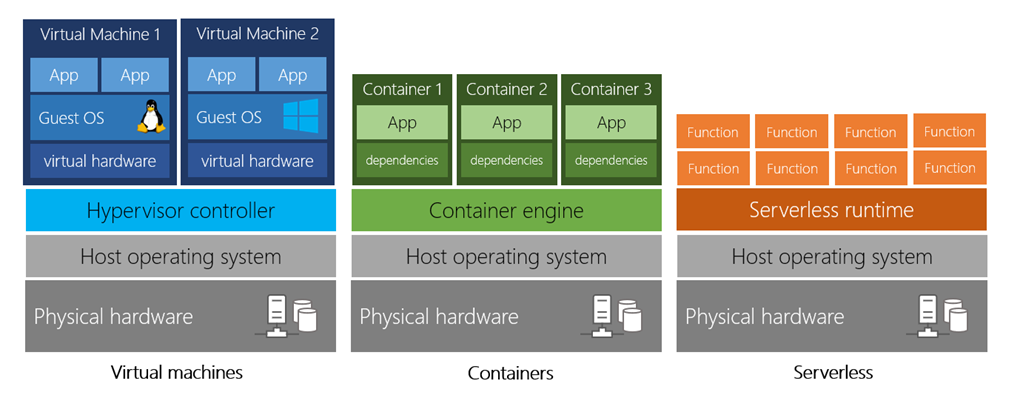 Virtual Machine 1
App App
Guest OS
virtual hardware
Virtual Machine 2
App App
Guest OS
virtual hardware
Hypervisor controller
Host operating system
Physical hardware
Virtual machines
Container 1
App
dependencies
Container 2
App
dependencies
Container 3
App
dependencies
Container engine
Host operating system
Physical hardware
Containers
Function Function Function Function
Function Function Function Function
Serverless runtime
Host operating system
Physical hardware
Serverless